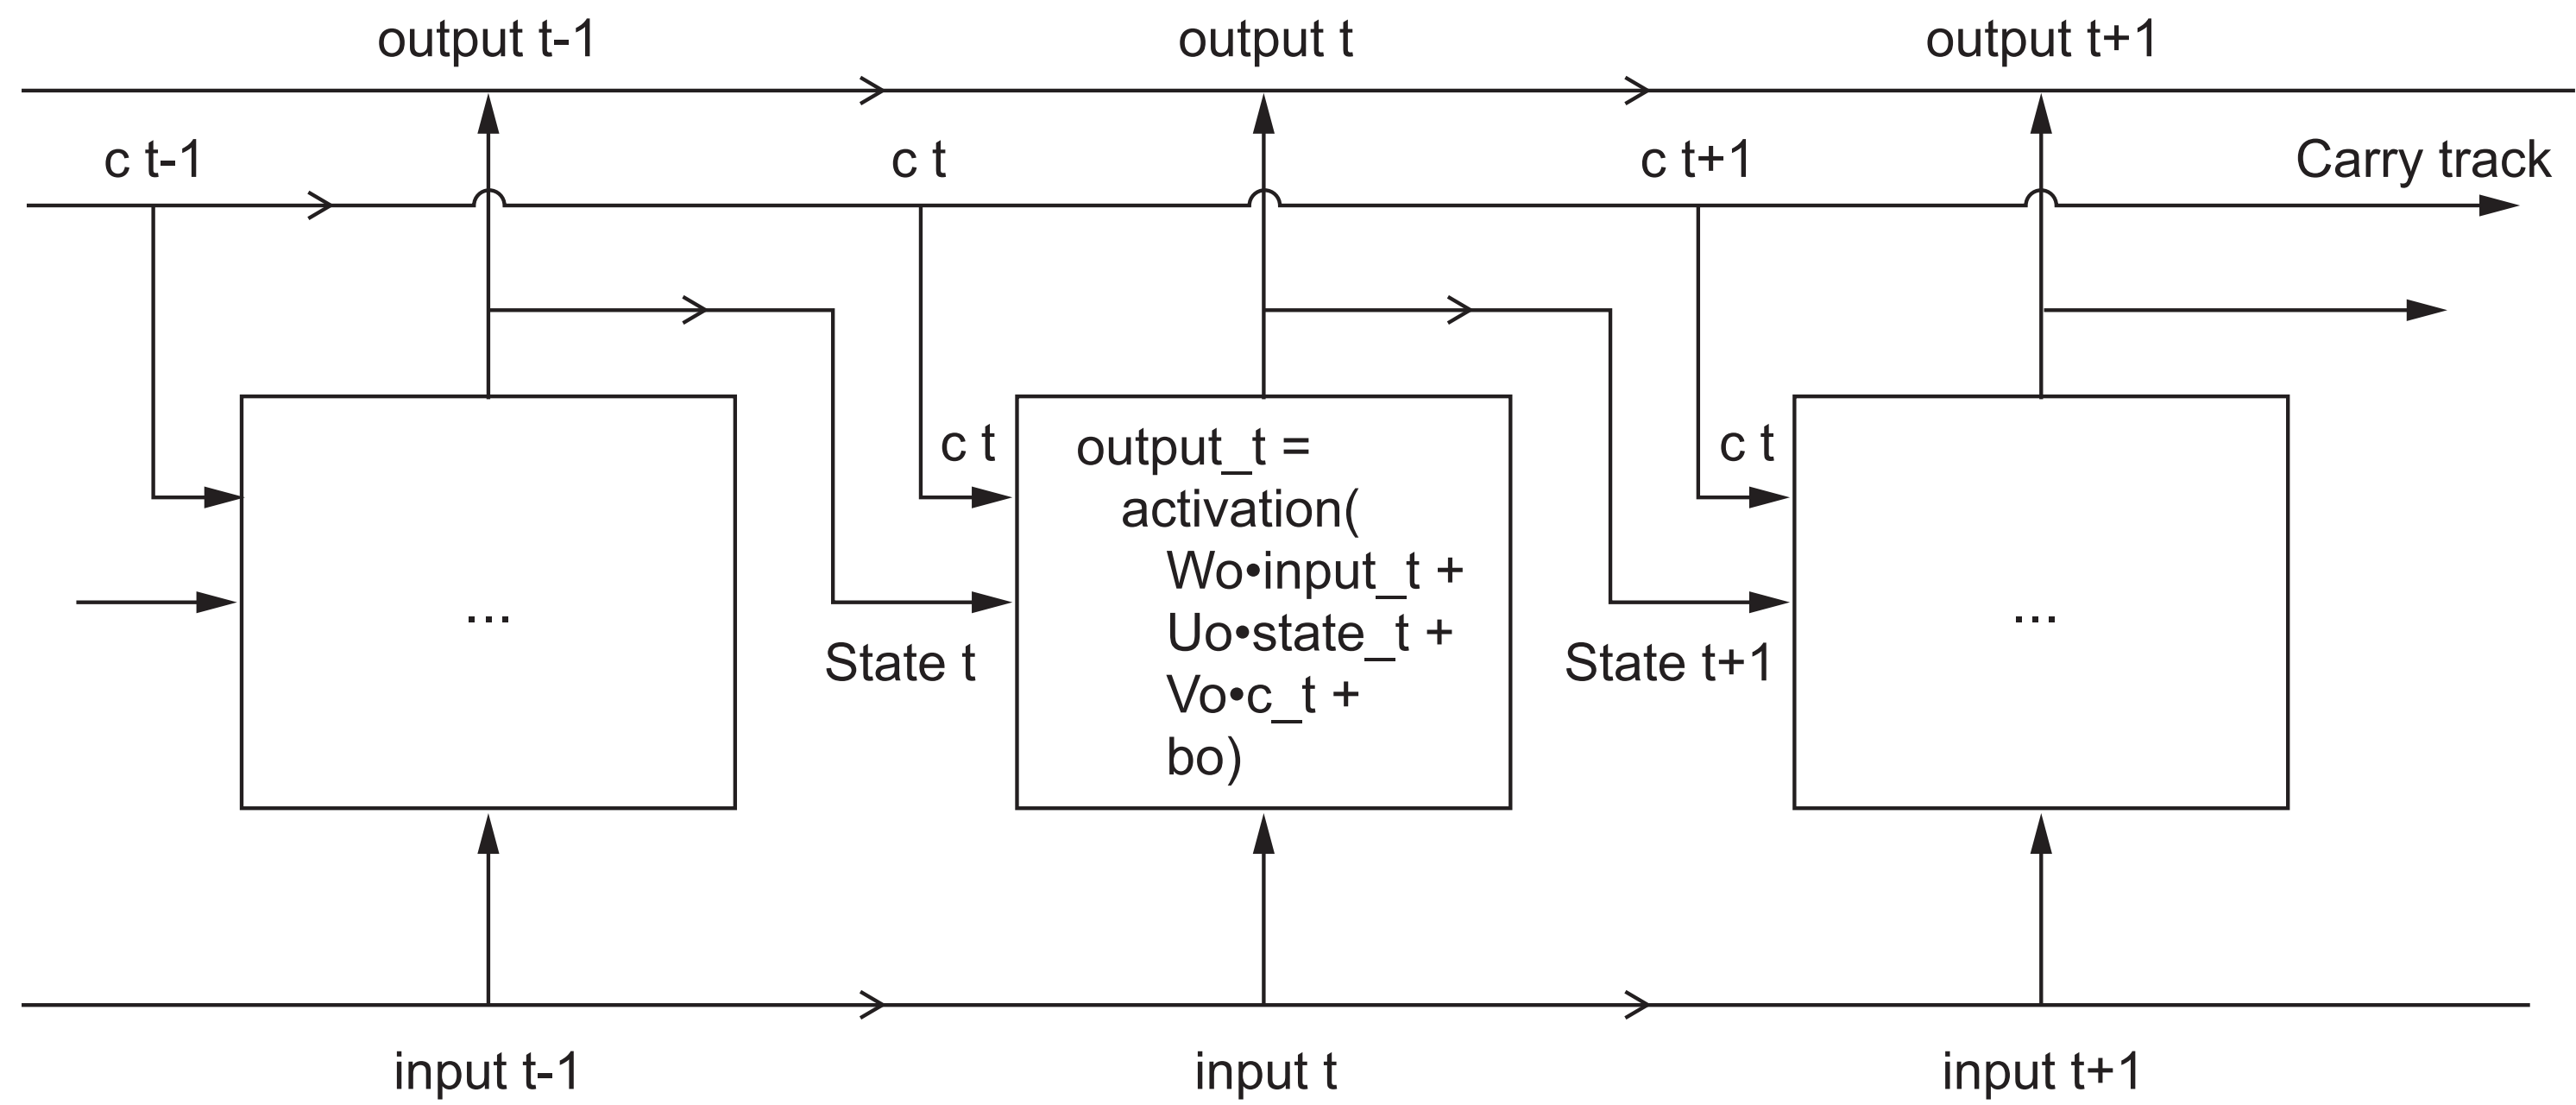 output t-1
output t
output t+1
c t-1
c t
c t+1
Carry track
c t
output_t =
activation(
Wo•input_t +
Uo•state_t +
Vo•c_t +
bo)
c t
...
...
State t
State t+1
input t-1
input t
input t+1